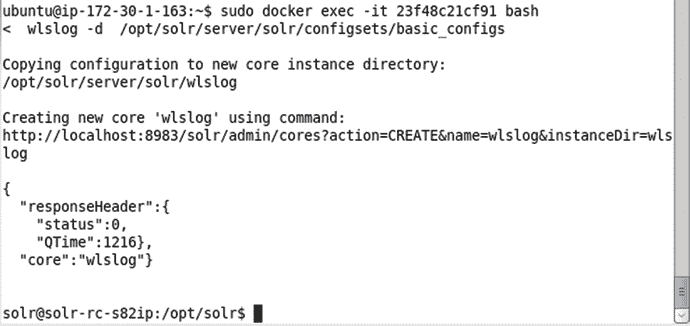 ubuntu@ip-172-30-1-163:~$ sudo docker exec -it 23f48c21cf91 bash
<  wlslog -d  /opt/solr/server/solr/configsets/basic_configs
Copying configuration to new core instance directory:
/opt/solr/server/solr/wlslog
Creating new core 'wlslog' using command:
http://localhost:8983/solr/admin/cores?action=CREATE&name=wlslog&instanceDir=wls
log
{
  "responseHeader":{
    "status":0,
    "QTime":1216},
  "core":"wlslog"}
solr@solr-rc-s82ip:/opt/solr$